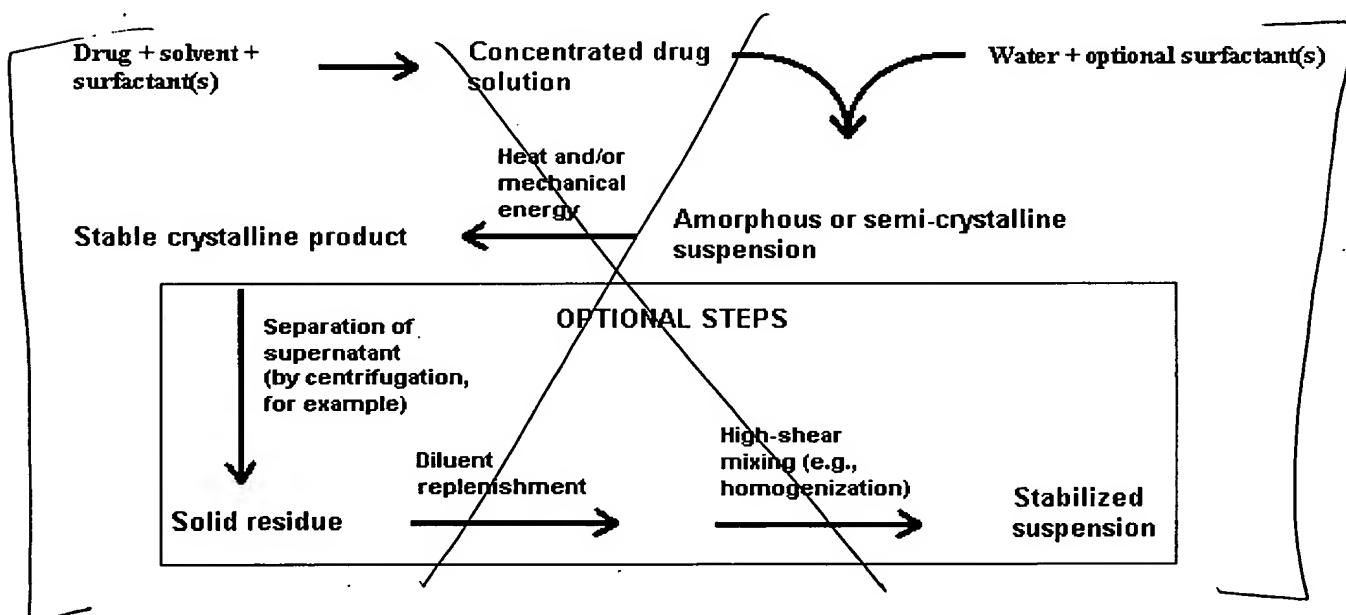 Drug + solvent +
surfactant(s)
Concentrated drug
solution
Water + optional surfactant(s)
Heat and/or
mechanical
energy
Stable crystalline product
Amorphous or semi-crystalline
suspension
OPTIONAL STEPS
Separation of
supernatant
(by centrifugation,
for example)
Diluent
replenishment
High-shear
mixing (e.g.,
homogenization)
Solid residue
Stabilized
suspension